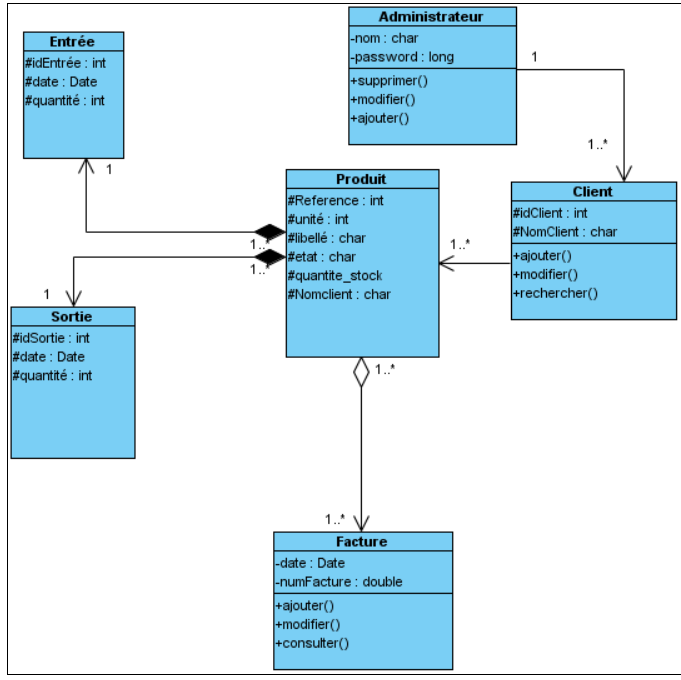 Administrateur
-nom : char
-password : long
+supprimer()
+modifier()
+ajouter()
Entrée
#idEntrée : int
#date : Date
#quantité : int
1
1..*
1
Produit
#Reference : int
#unité : int
#libellé : char
#etat : char
#quantite_stock
#Nomclient : char
1..*
1..*
1..*
Client
#idClient : int
#NomClient : char
+ajouter()
+modifier()
+rechercher()
1
Sortie
#idSortie : int
#date : Date
#quantité : int
1..*
1..*
Facture
-date : Date
-numFacture : double
+ajouter()
+modifier()
+consulter()